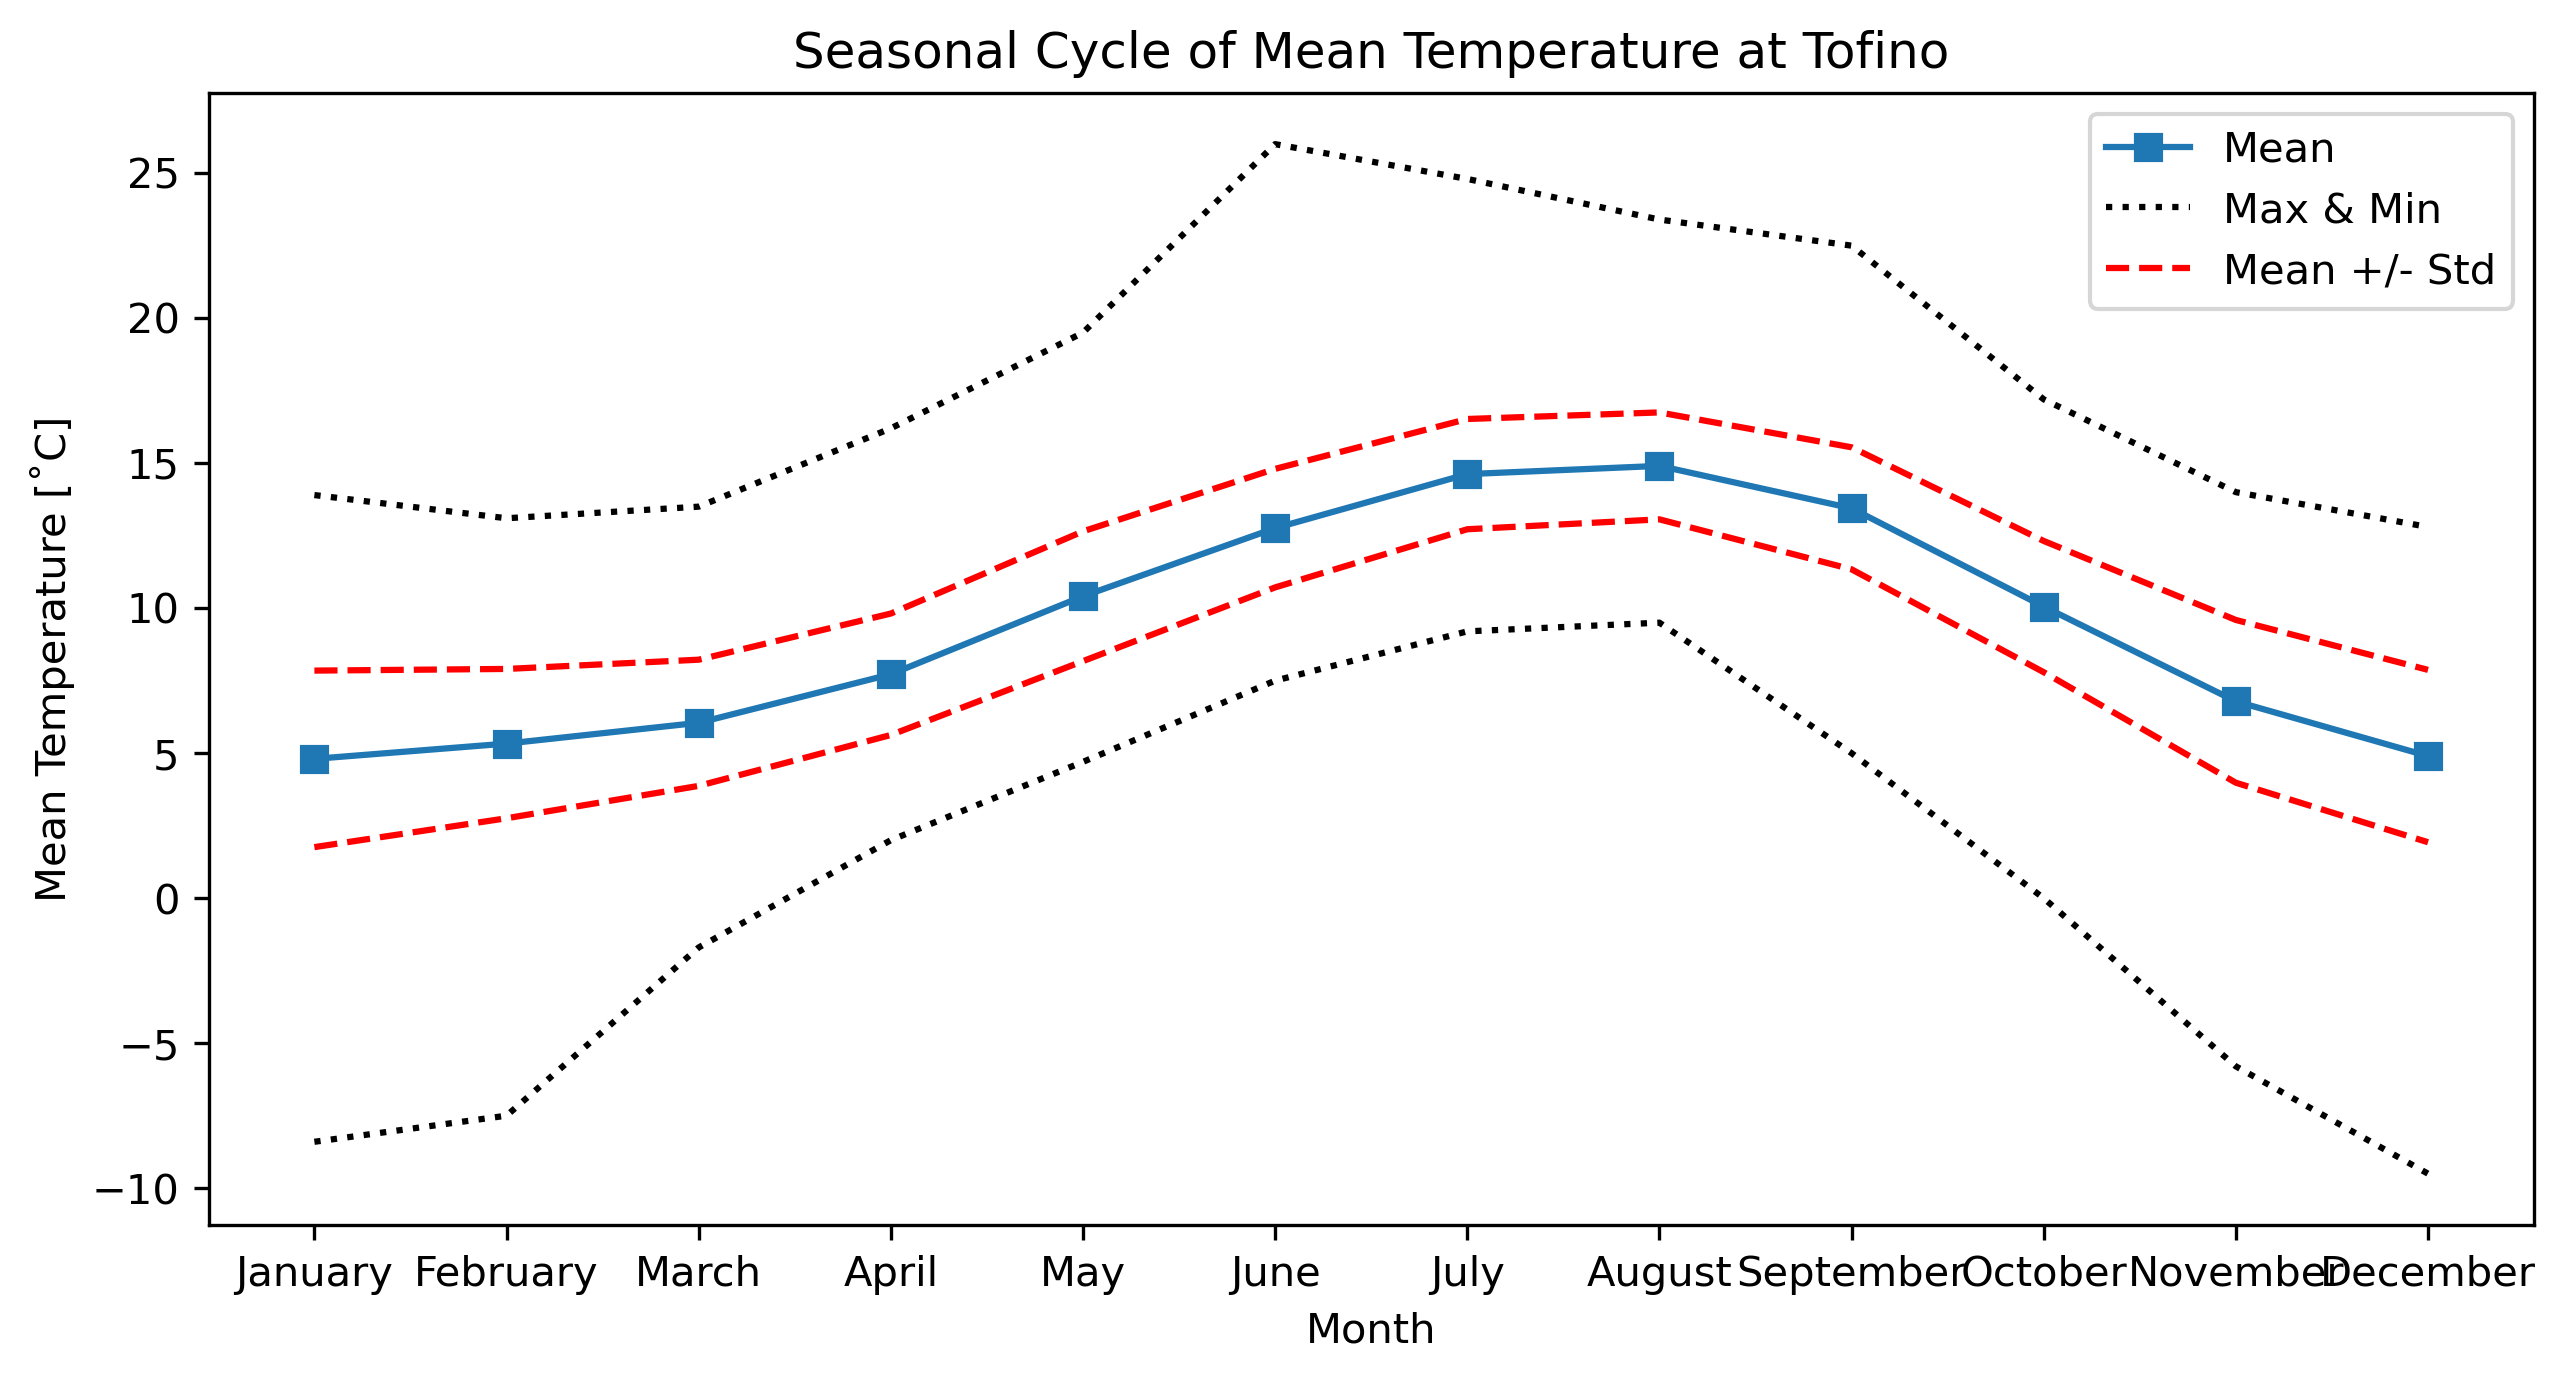 Seasonal Cycle of Mean Temperature at Tofino
Mean Temperature [˚C]
25
20
15
10
5
0
−5
−10
Mean
Max & Min
Mean +/- Std
January February March April May June July August September October November December
Month